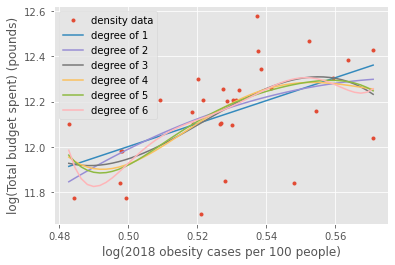 12.6
12.4
12.2
12.0
11.8
log(Total budget spent) (pounds)
density data
degree of 1
degree of 2
degree of 3
degree of 4
degree of 5
degree of 6
0.48
0.50
0.52
0.54
0.56
log(2018 obesity cases per 100 people)